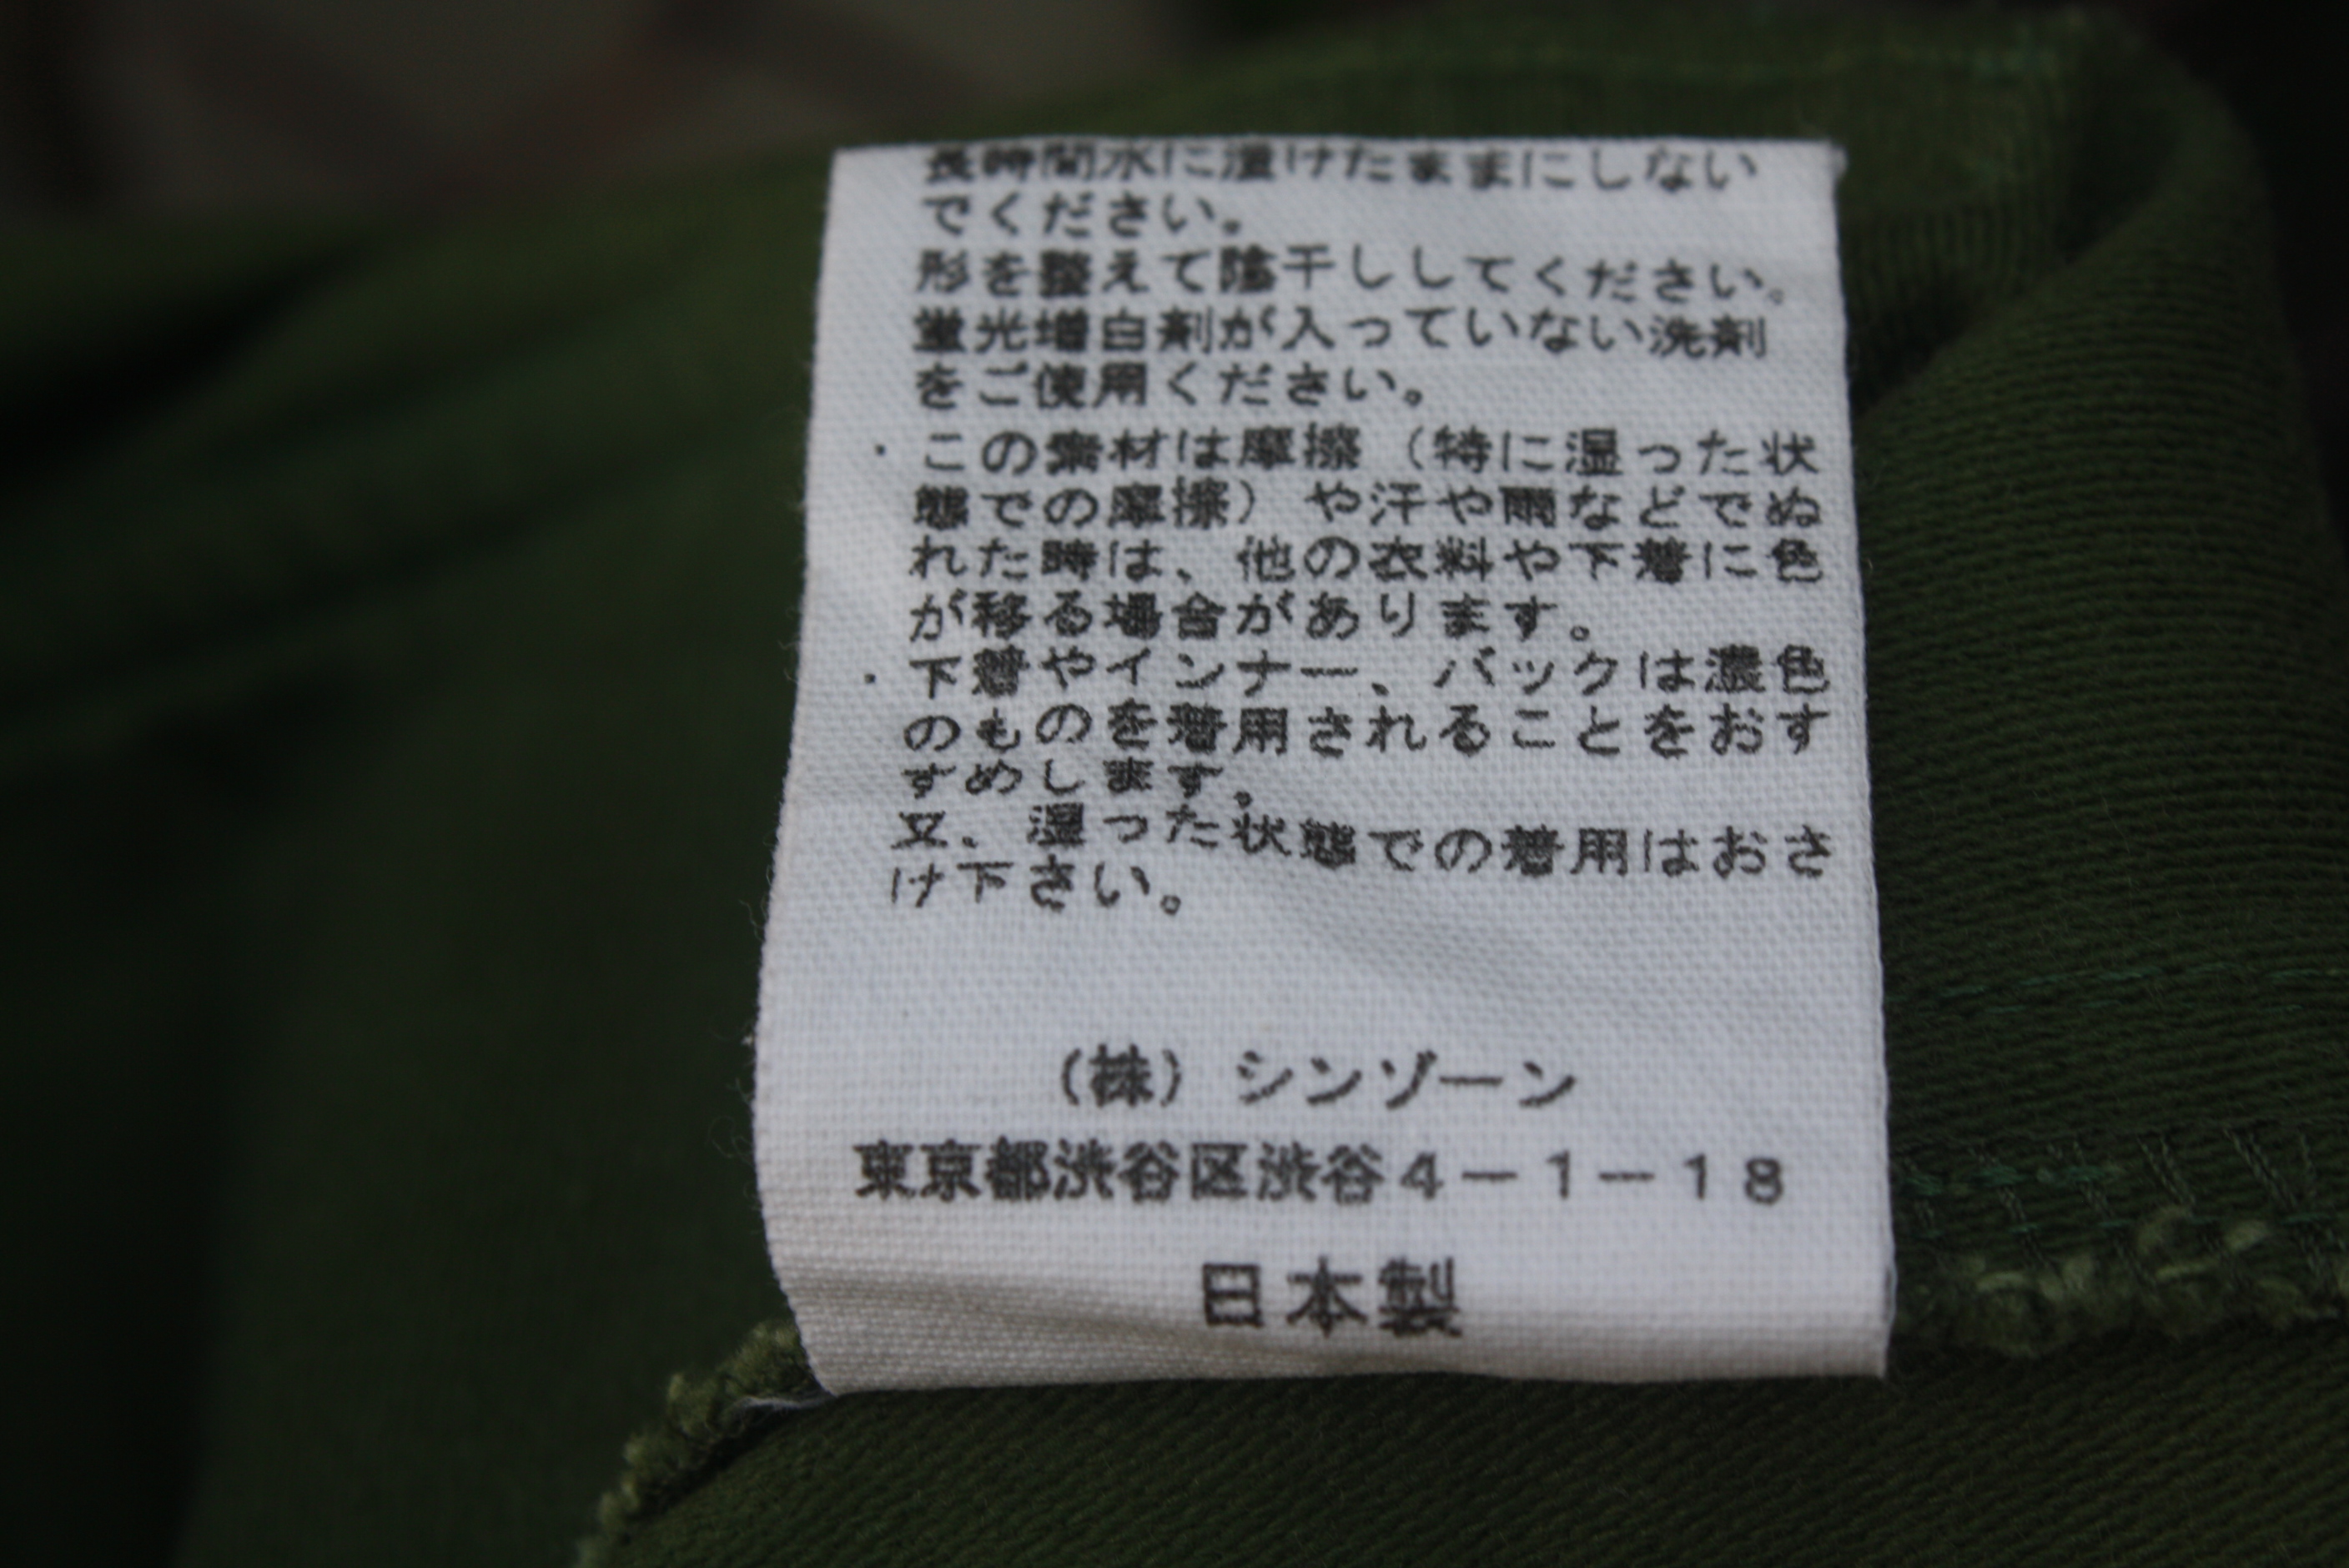 長時間水に漬けたままにしない
でください。
形を整えて陰干ししてください。
蛍光増白剤が入っていない洗剤
をご使用ください。
・この素材は摩擦（特に湿った状
態での摩擦）や汗や雨などでぬ
れた時は、他の衣料や下着に色
が移る場合があります。
・下着やインナー、バックは濃色
のものを着用されることをおす
すめします。
又、湿った状態での着用はおさ
け下さい。
（株）シンゾーン
東京都渋谷区渋谷４－１－１８
日本製